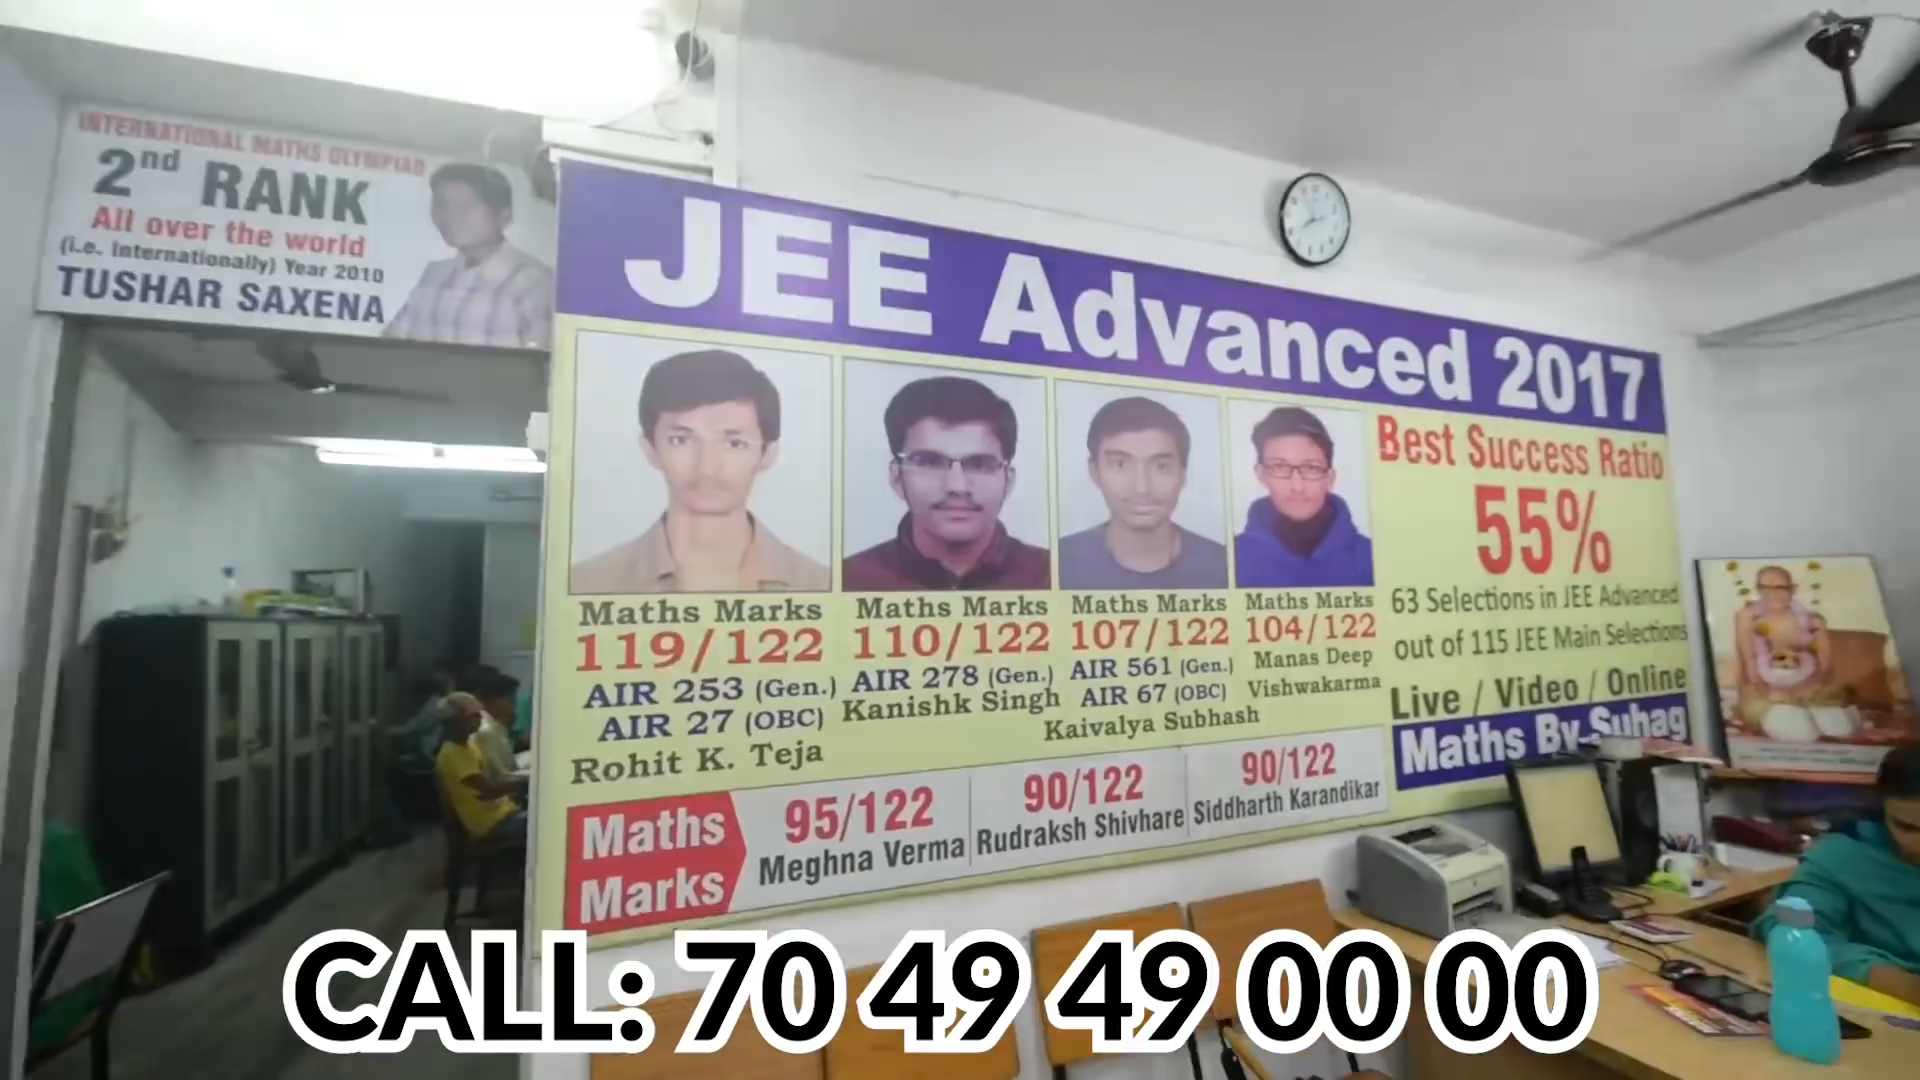 INTERNATIONAL MATHS OLYMPIAD
2nd RANK
All over the world
(i.e. Internationally) Year 2010
TUSHAR SAXENA
JEE Advanced 2017
Maths Marks
119/122
AIR 253 (Gen.)
AIR 27 (OBC)
Rohit K. Teja
Maths Marks
110/122
AIR 278 (Gen.)
Kanishk Singh
Maths Marks
107/122
AIR 561 (Gen.)
AIR 67 (OBC)
Kaivalya Subhash
Maths Marks
104/122
Manas Deep
Vishwakarma
Best Success Ratio
55%
63 Selections in JEE Advanced
out of 115 JEE Main Selections
Live / Video / Online
Maths By Suhag
Maths
Marks
95/122
Meghna Verma
90/122
Rudraksh Shivhare
90/122
Siddharth Karandikar
CALL: 70 49 49 00 00